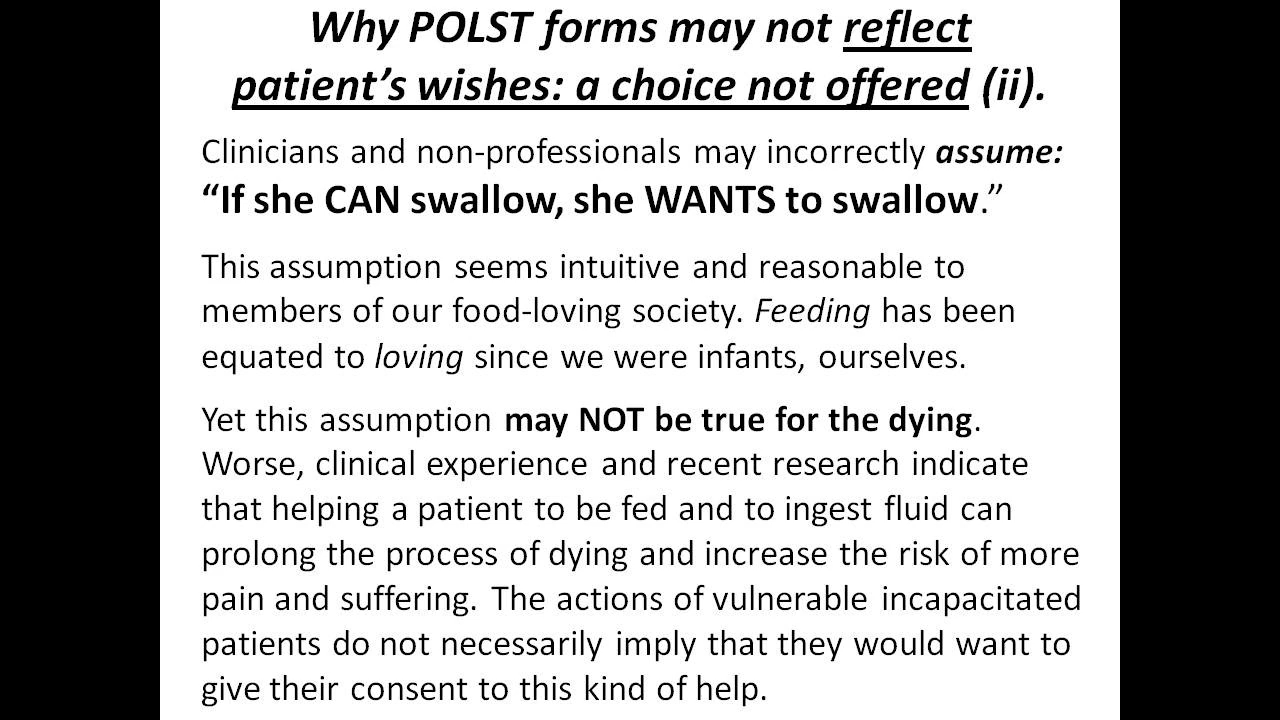 Why POLST forms may not reflect
patient’s wishes: a choice not offered (ii).
Clinicians and non-professionals may incorrectly assume:
“If she CAN swallow, she WANTS to swallow.”
This assumption seems intuitive and reasonable to
members of our food-loving society. Feeding has been
equated to loving since we were infants, ourselves.
Yet this assumption may NOT be true for the dying.
Worse, clinical experience and recent research indicate
that helping a patient to be fed and to ingest fluid can
prolong the process of dying and increase the risk of more
pain and suffering. The actions of vulnerable incapacitated
patients do not necessarily imply that they would want to
give their consent to this kind of help.